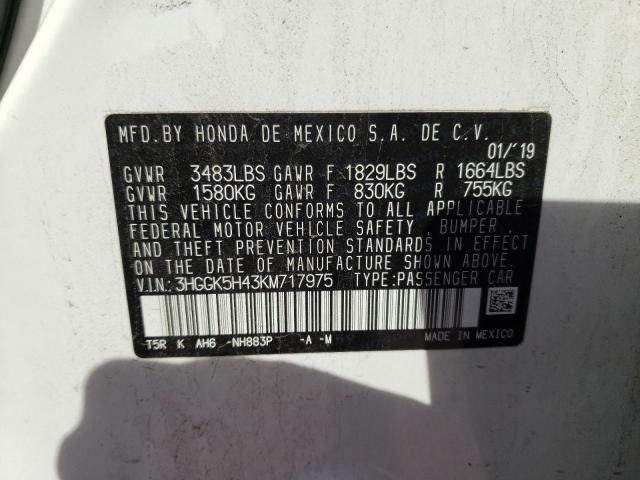 MFD.BY HONDA DE MEXICO S.A. DE C.V.
01/'19
GVWR 3483LBS GAWR F 1829LBS R 1664LBS
GVWR 1580KG GAWR F 830KG R 755KG
THIS VEHICLE CONFORMS TO ALL APPLICABLE
FEDERAL MOTOR VEHICLE SAFETY, BUMPER,
AND THEFT PREVENTION STANDARDS IN EFFECT
ON THE DATE OF MANUFACTURE SHOWN ABOVE.
V.I.N.:3HGGK5H43KM717975 TYPE:PASSENGER CAR
T5R K AH6 -NH883P -A -M
MADE IN MEXICO